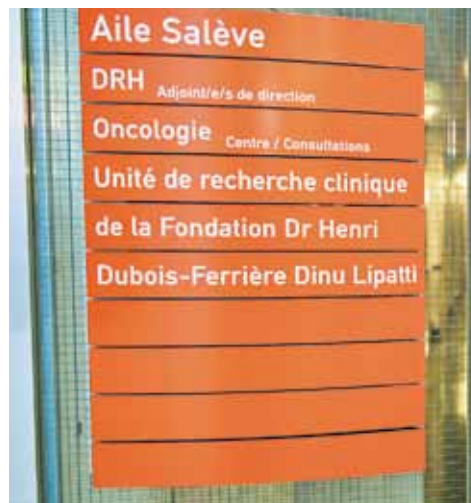 Aile Salève
DRH Adjoint/e/s de direction
Oncologie Centre / Consultations
Unité de recherche clinique
de la Fondation Dr Henri
Dubois-Ferrière Dinu Lipatti